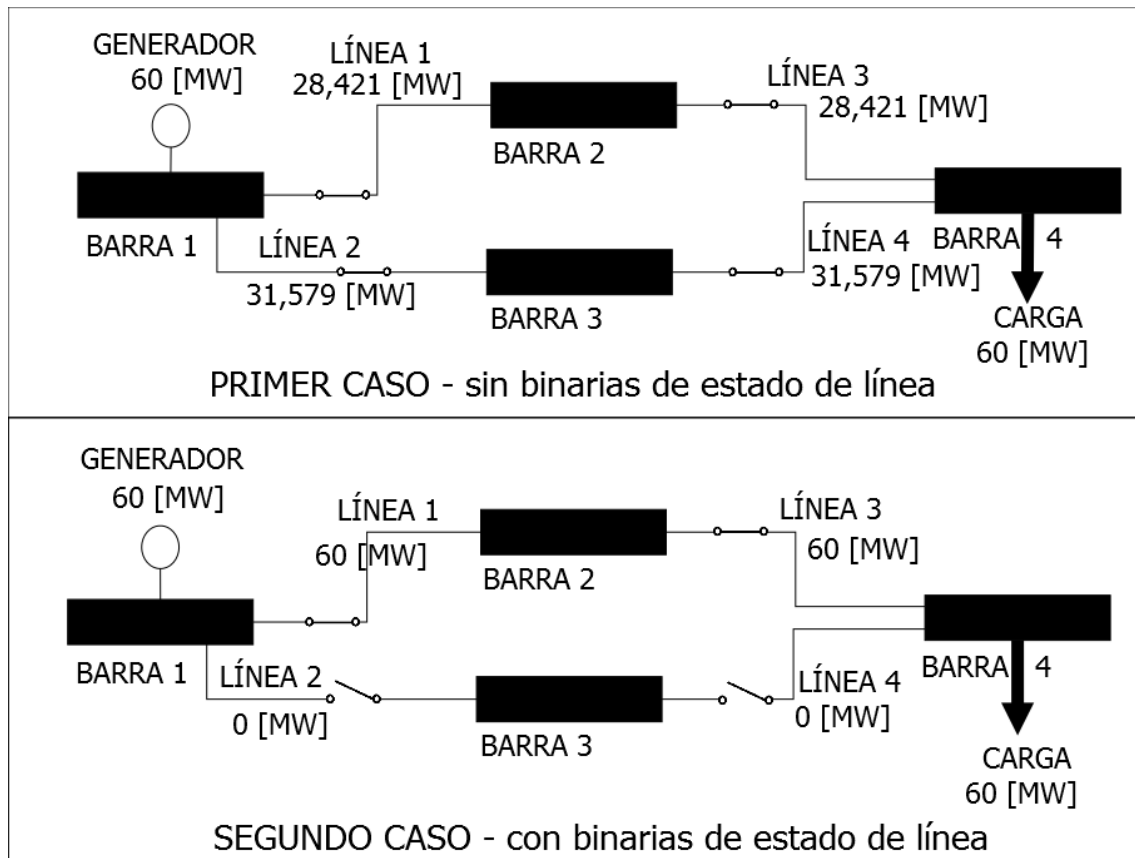 GENERADOR
60 [MW]
LÍNEA 1
28,421 [MW]
LÍNEA 3
28,421 [MW]
BARRA 2
BARRA 1
LÍNEA 2
31,579 [MW]
BARRA 3
LÍNEA 4
31,579 [MW]
BARRA 4
CARGA
60 [MW]
PRIMER CASO - sin binarias de estado de línea
GENERADOR
60 [MW]
LÍNEA 1
60 [MW]
LÍNEA 3
60 [MW]
BARRA 2
BARRA 1
LÍNEA 2
0 [MW]
BARRA 3
LÍNEA 4
0 [MW]
BARRA 4
CARGA
60 [MW]
SEGUNDO CASO - con binarias de estado de línea